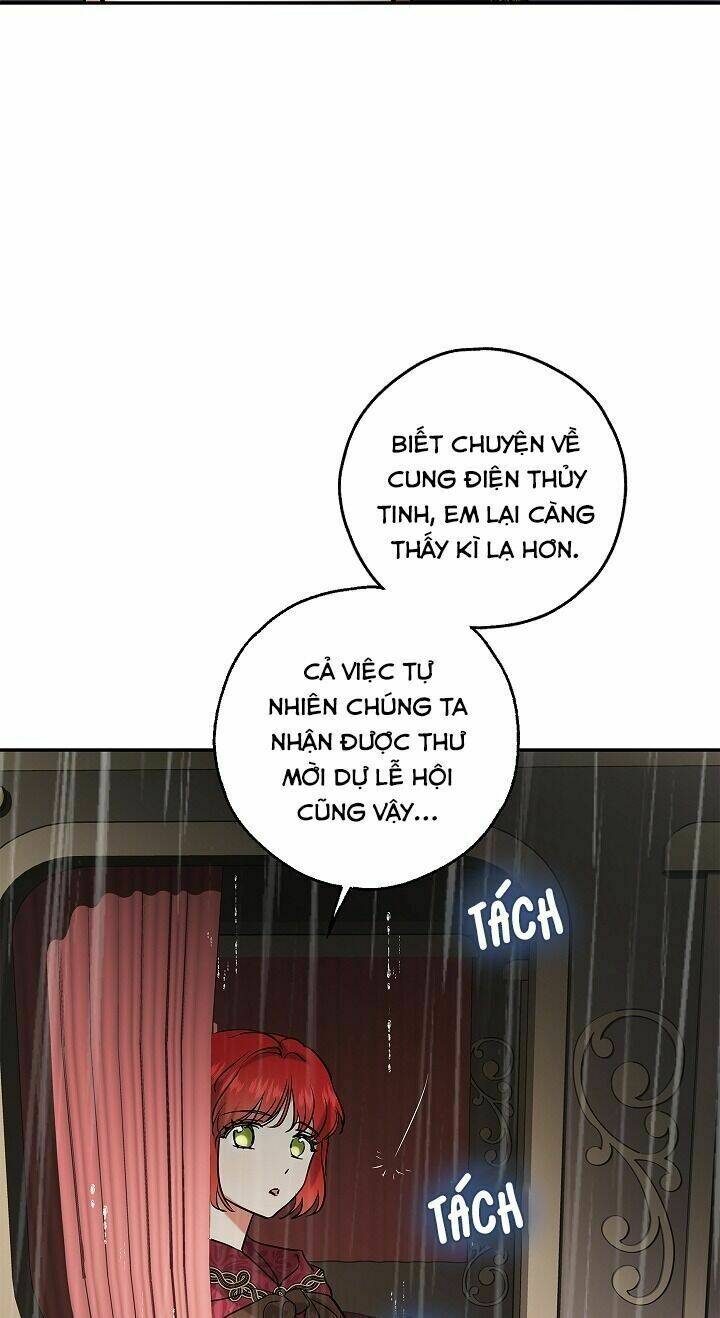 BIẾT CHUYỆN VỀ
CUNG ĐIỆN THỦY
TINH, EM LẠI CÀNG
THẤY KÌ LẠ HƠN.
CẢ VIỆC TỰ
NHIÊN CHÚNG TA
NHẬN ĐƯỢC THƯ
MỜI DỰ LỄ HỘI
CŨNG VẬY...
TÁCH
TÁCH